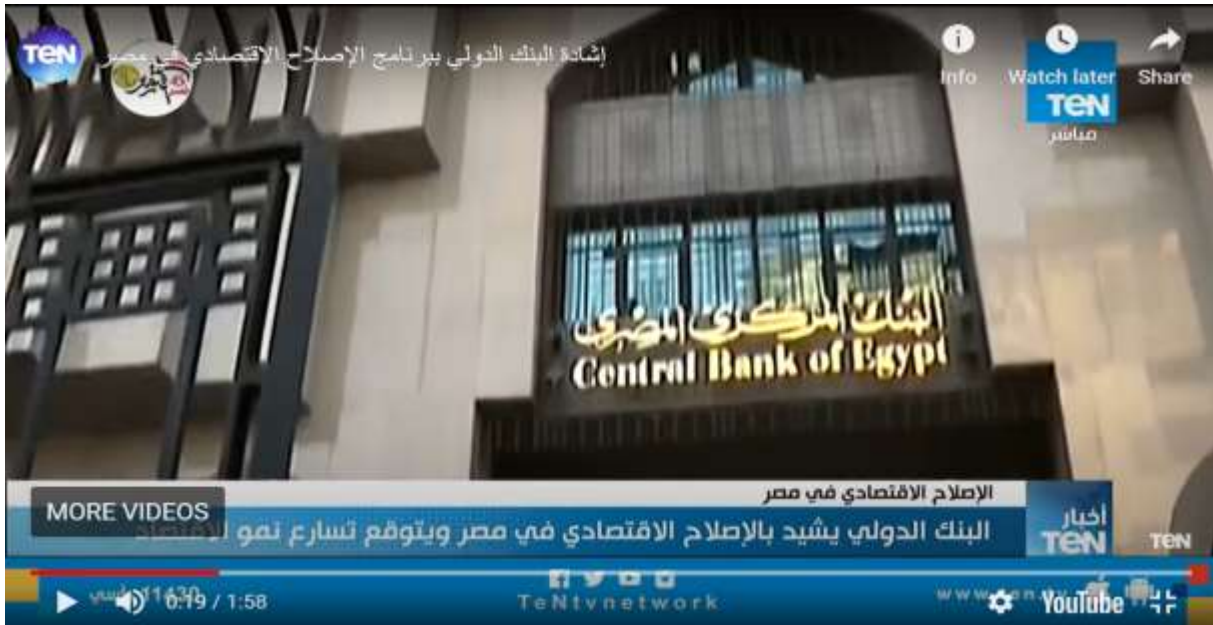 TEN
إشادة البنك الدولي ببرنامج الإصلاح الاقتصادي في مصر
Info
Watch later
Share
TEN
مباشر
البنك المركزي المصري
Central Bank of Egypt
MORE VIDEOS
الإصلاح الاقتصادي في مصر
البنك الدولي يشيد بالإصلاح الاقتصادي في مصر ويتوقع تسارع نمو الاقتصاد
أخبار
TEN
TEN
TeNtvnetwork
0:19 / 1:58
YouTube